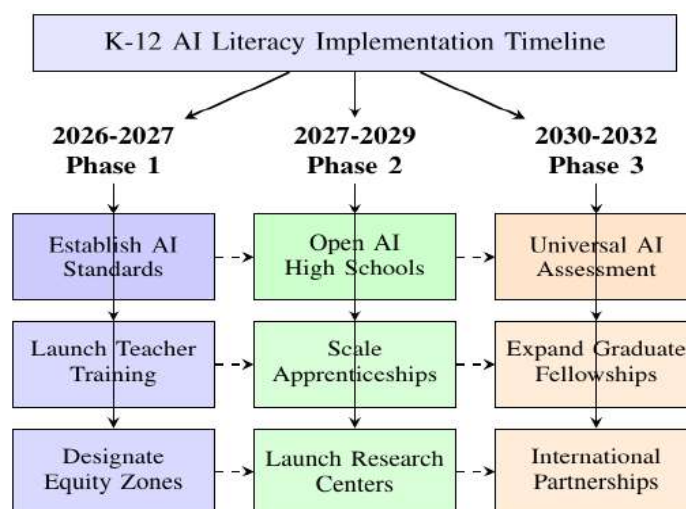 K-12 AI Literacy Implementation Timeline
2026-2027
Phase 1
2027-2029
Phase 2
2030-2032
Phase 3
Establish AI
Standards
Open AI
High Schools
Universal AI
Assessment
Launch Teacher
Training
Scale
Apprenticeships
Expand Graduate
Fellowships
Designate
Equity Zones
Launch Research
Centers
International
Partnerships